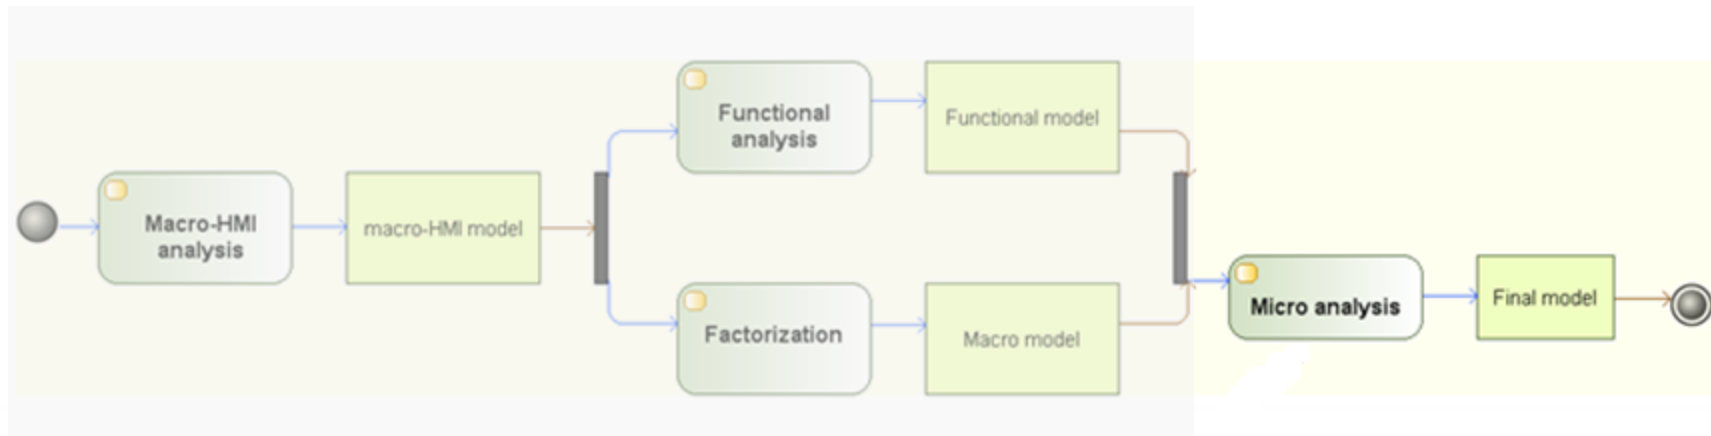 Macro-HMI
analysis
macro-HMI model
Functional
analysis
Functional model
Factorization
Macro model
Micro analysis
Final model